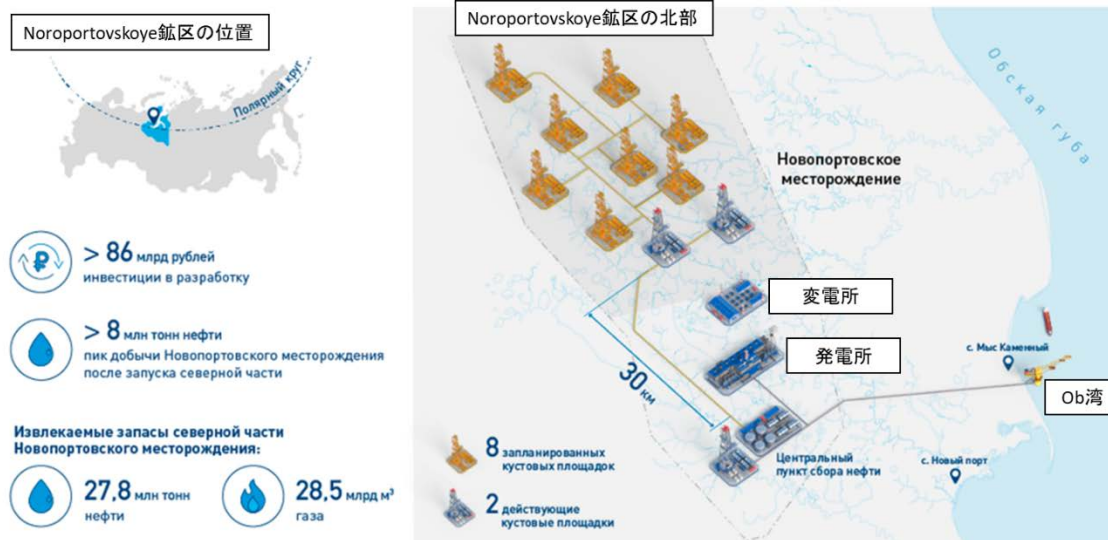 Noroportovskoye鉱区の位置
Полярный круг
> 86 млрд рублей
инвестиции в разработку
> 8 млн тонн нефти
пик добычи Новопортовского месторождения
после запуска северной части
Извлекаемые запасы северной части
Новопортовского месторождения:
27,8 млн тонн
нефти
28,5 млрд м³
газа
Noroportovskoye鉱区の北部
Обская губа
Новопортовское
месторождение
変電所
発電所
30 км
с. Мыс Каменный
Ob湾
Центральный
пункт сбора нефти
с. Новый порт
8 запланированных
кустовых площадок
2 действующие
кустовые площадки